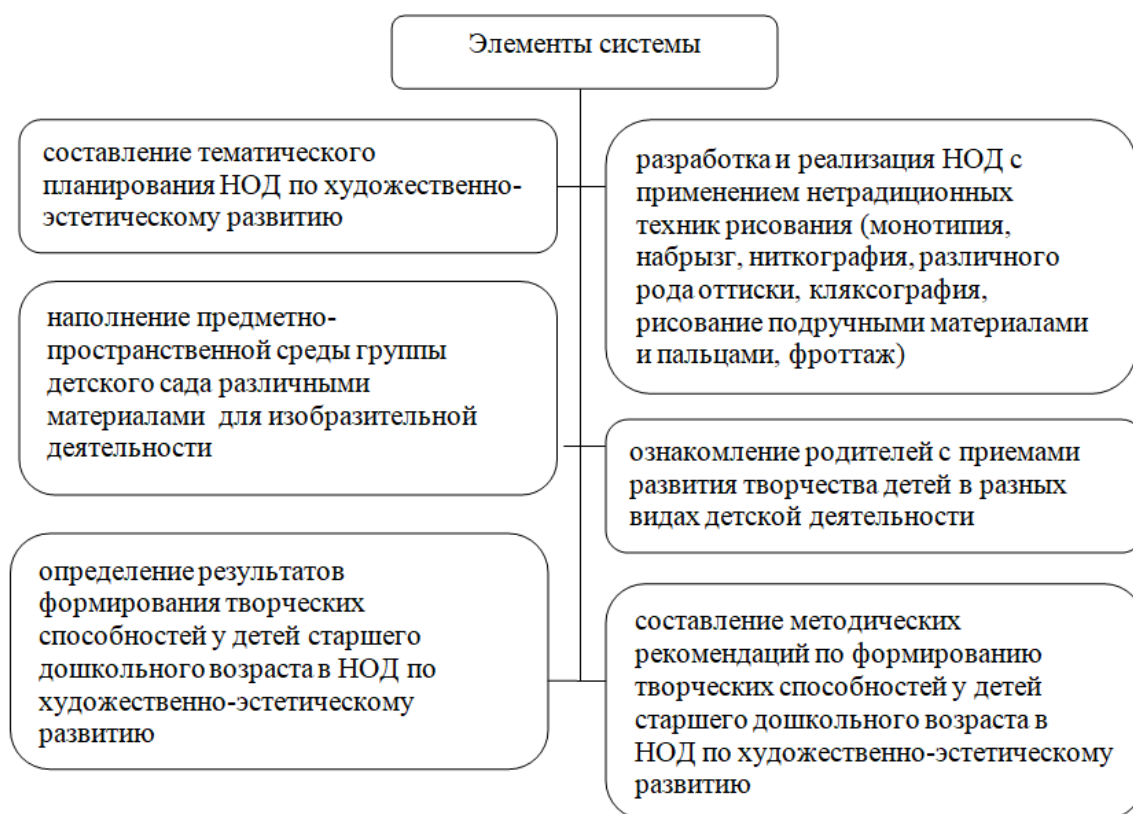 Элементы системы
составление тематического
планирования НОД по художественно-
эстетическому развитию
разработка и реализация НОД с
применением нетрадиционных
техник рисования (монотипия,
набрызг, ниткография, различного
рода оттиски, кляксография,
рисование подручными материалами
и пальцами, фроттаж)
наполнение предметно-
пространственной среды группы
детского сада различными
материалами для изобразительной
деятельности
ознакомление родителей с приемами
развития творчества детей в разных
видах детской деятельности
определение результатов
формирования творческих
способностей у детей старшего
дошкольного возраста в НОД по
художественно-эстетическому
развитию
составление методических
рекомендаций по формированию
творческих способностей у детей
старшего дошкольного возраста в
НОД по художественно-эстетическому
развитию